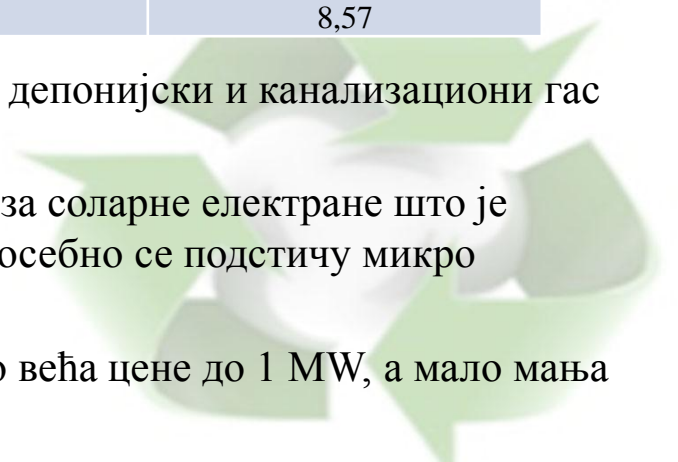 8,57
депонијски и канализациони гас
за соларне електране што је
осебно се подстичу микро
већа цене до 1 MW, а мало мања